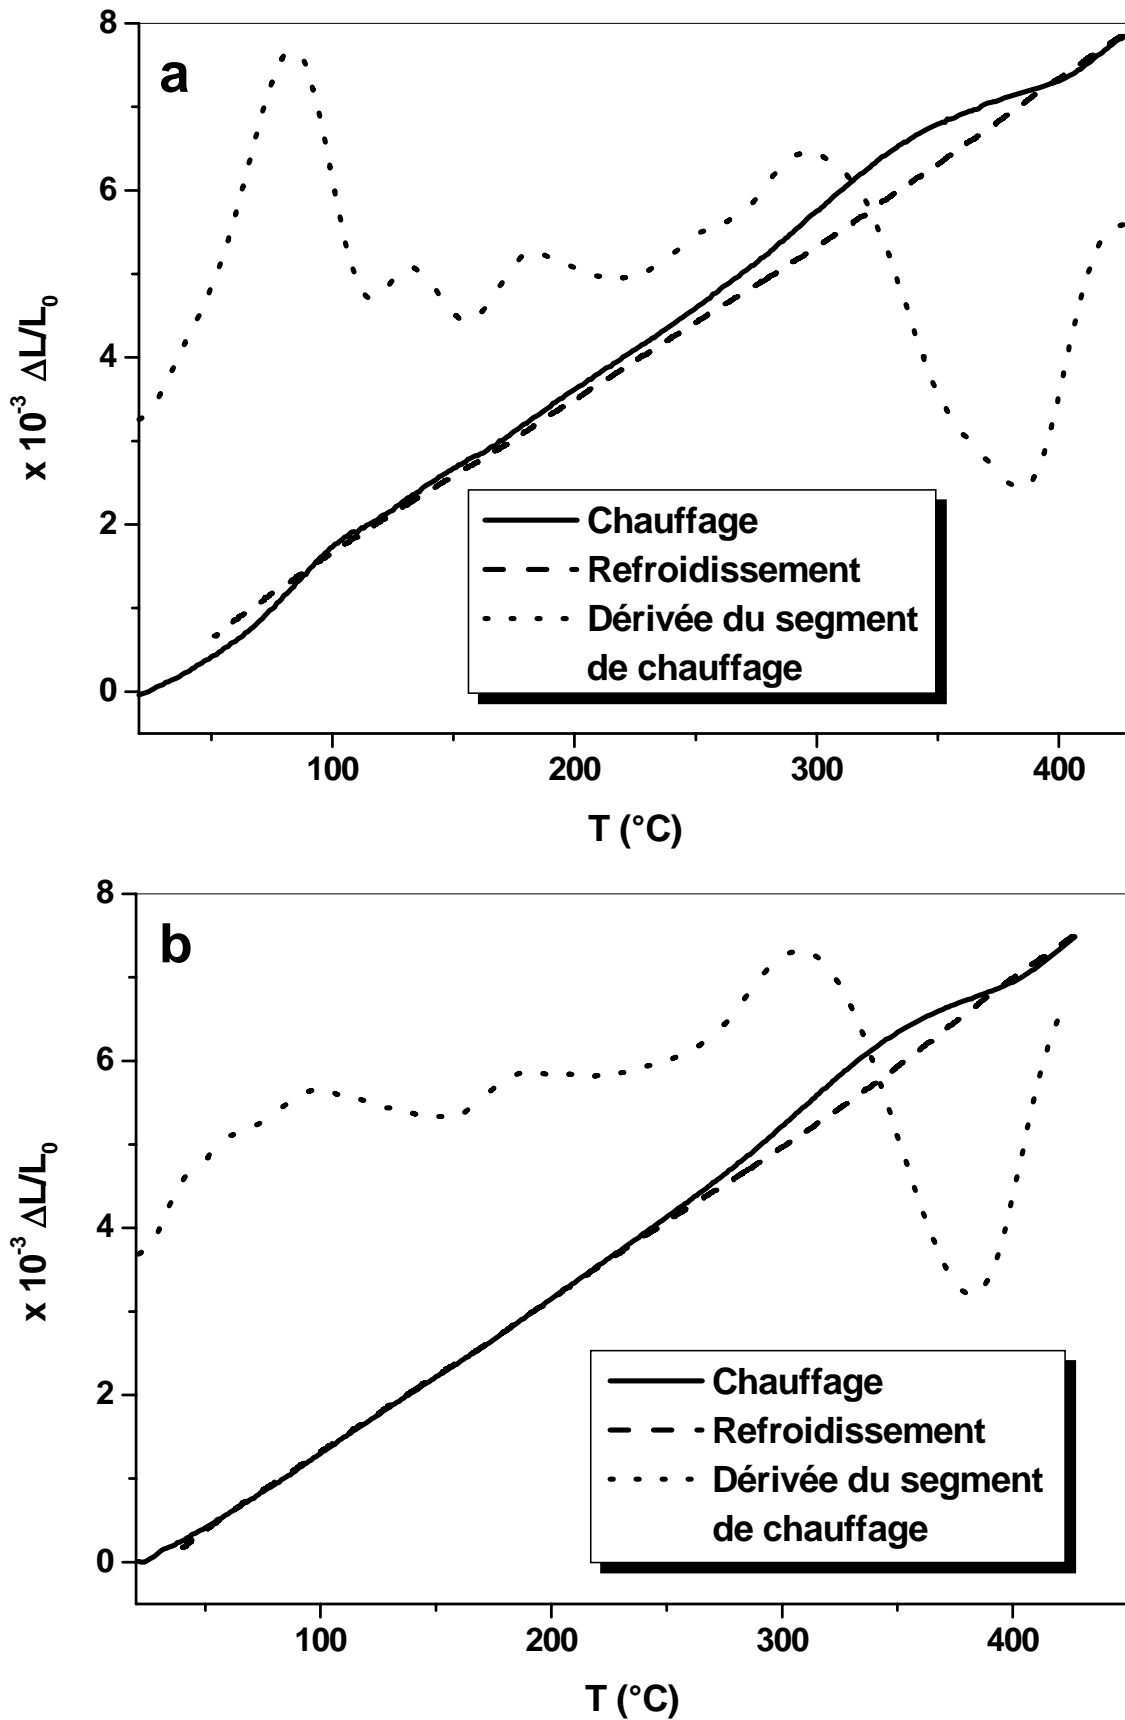 a
8
6
4
2
0
x 10⁻³ ΔL/L₀
Chauffage
Refroidissement
Dérivée du segment
de chauffage
100 200 300 400
T (°C)
b
8
6
4
2
0
x 10⁻³ ΔL/L₀
Chauffage
Refroidissement
Dérivée du segment
de chauffage
100 200 300 400
T (°C)